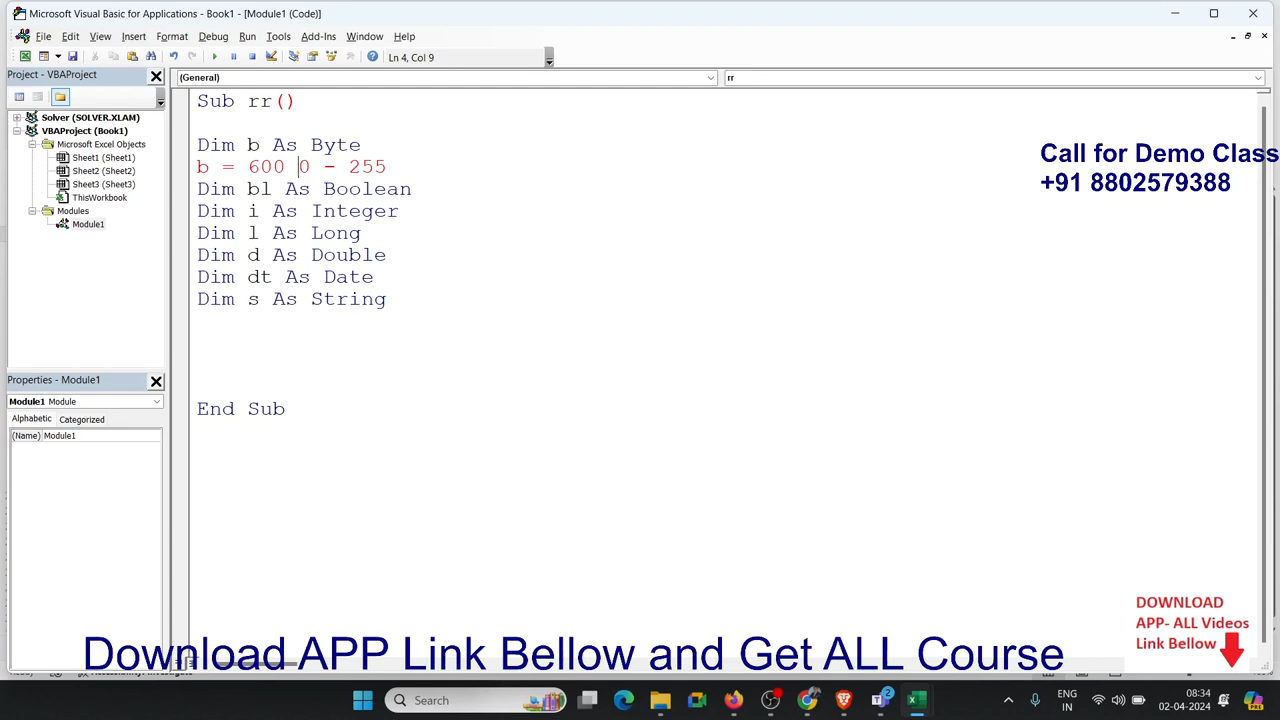 Microsoft Visual Basic for Applications - Book1 - [Module1 (Code)]
File Edit View Insert Format Debug Run Tools Add-Ins Window Help
Ln 4, Col 9
Project - VBAProject
(General) rr
Solver (SOLVER.XLAM)
VBAProject (Book1)
Microsoft Excel Objects
Sheet1 (Sheet1)
Sheet2 (Sheet2)
Sheet3 (Sheet3)
ThisWorkbook
Modules
Module1
Sub rr()
Dim b As Byte
b = 600 0 - 255
Dim bl As Boolean
Dim i As Integer
Dim l As Long
Dim d As Double
Dim dt As Date
Dim s As String
End Sub
Call for Demo Class
+91 8802579388
Properties - Module1
Module1 Module
Alphabetic Categorized
(Name) Module1
DOWNLOAD
APP- ALL Videos
Link Bellow
Download APP Link Bellow and Get ALL Course
Search
ENG
IN
08:34
02-04-2024